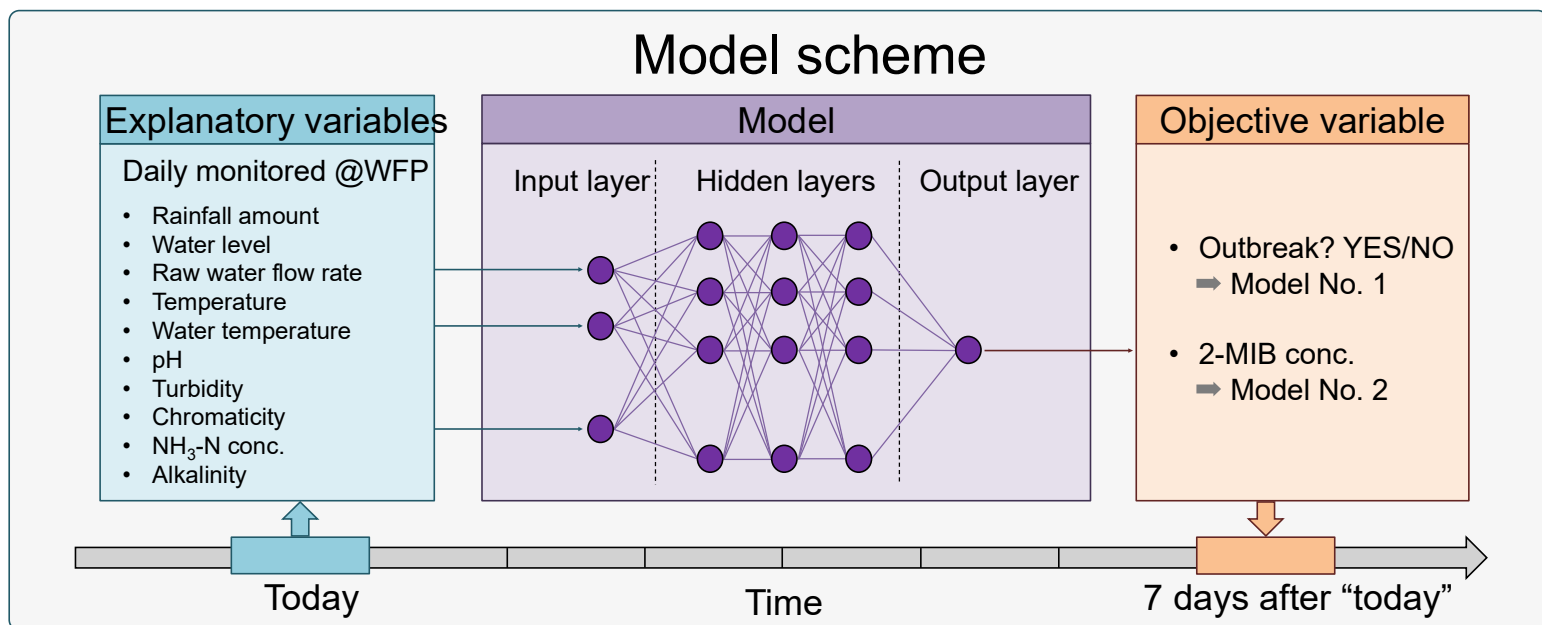 Model scheme
Explanatory variables
Daily monitored @WFP
• Rainfall amount
• Water level
• Raw water flow rate
• Temperature
• Water temperature
• pH
• Turbidity
• Chromaticity
• NH₃-N conc.
• Alkalinity
Model
Input layer
Hidden layers
Output layer
Objective variable
• Outbreak? YES/NO
➡ Model No. 1
• 2-MIB conc.
➡ Model No. 2
Today
Time
7 days after “today”